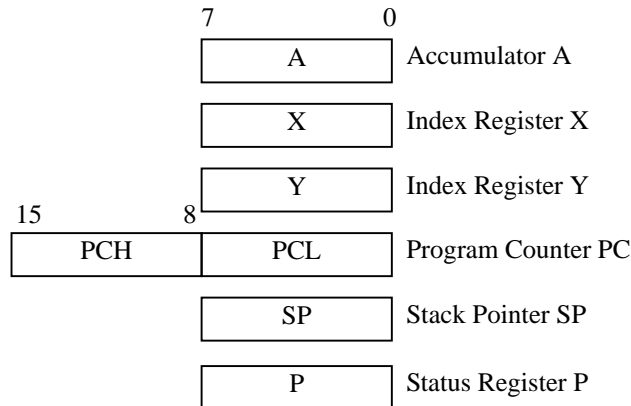 7 0
A Accumulator A
X Index Register X
Y Index Register Y
15 8
PCH PCL Program Counter PC
SP Stack Pointer SP
P Status Register P